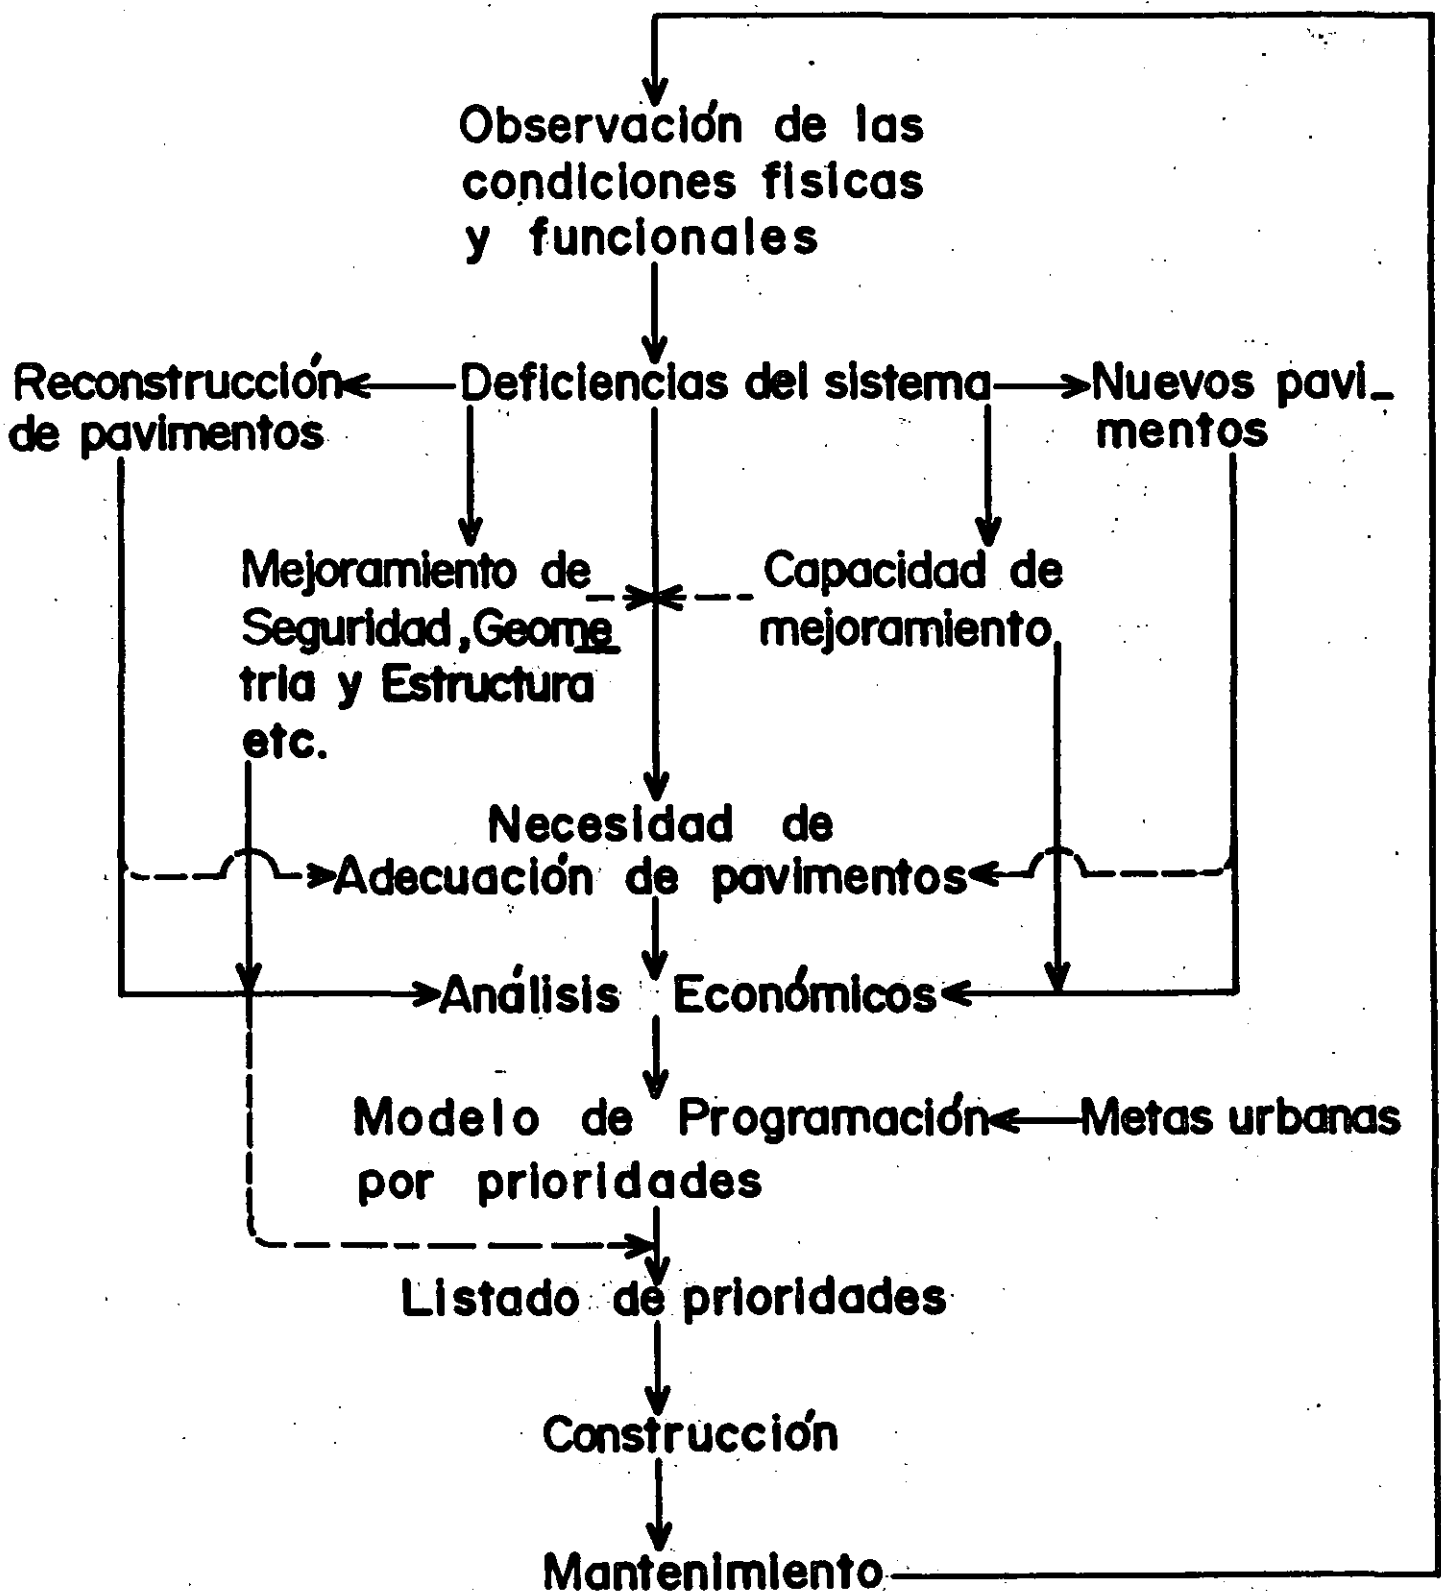 Observación de las
condiciones fisicas
y funcionales
Reconstrucción
de pavimentos
Deficiencias del sistema
Nuevos pavi_
mentos
Mejoramiento de
Seguridad, Geome
tria y Estructura
etc.
Capacidad de
mejoramiento
Necesidad de
Adecuación de pavimentos
Análisis Económicos
Modelo de Programación
por prioridades
Metas urbanas
Listado de prioridades
Construcción
Mantenimiento